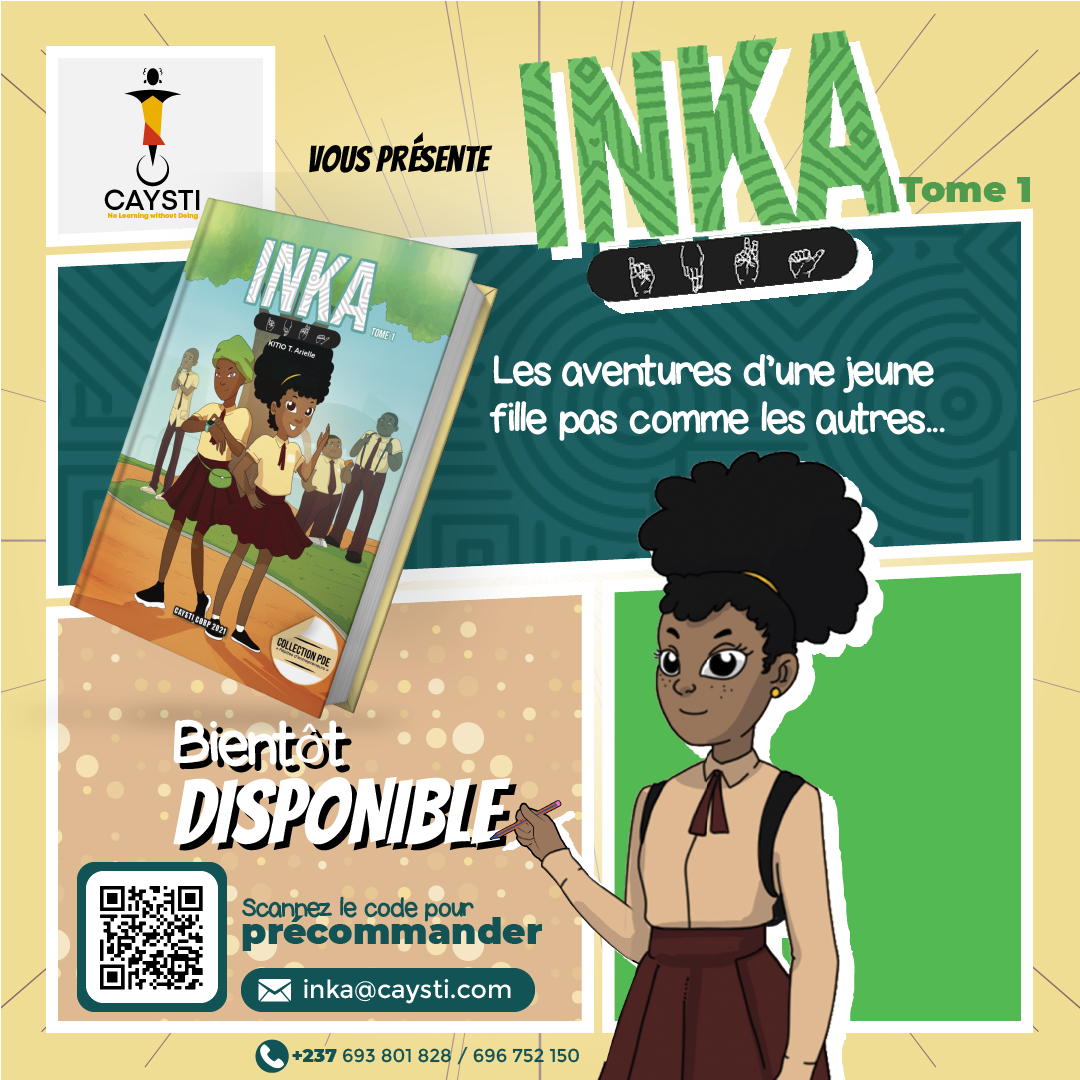 CAYSTI
No Learning without Doing
VOUS PRÉSENTE
INKA
Tome 1
Les aventures d'une jeune
fille pas comme les autres...
INKA
TOME 1
KITIO T. Arielle
CAYSTI CORP 2021
COLLECTION PDE
Bientôt
DISPONIBLE
Scannez le code pour
précommander
inka@caysti.com
+237 693 801 828 / 696 752 150